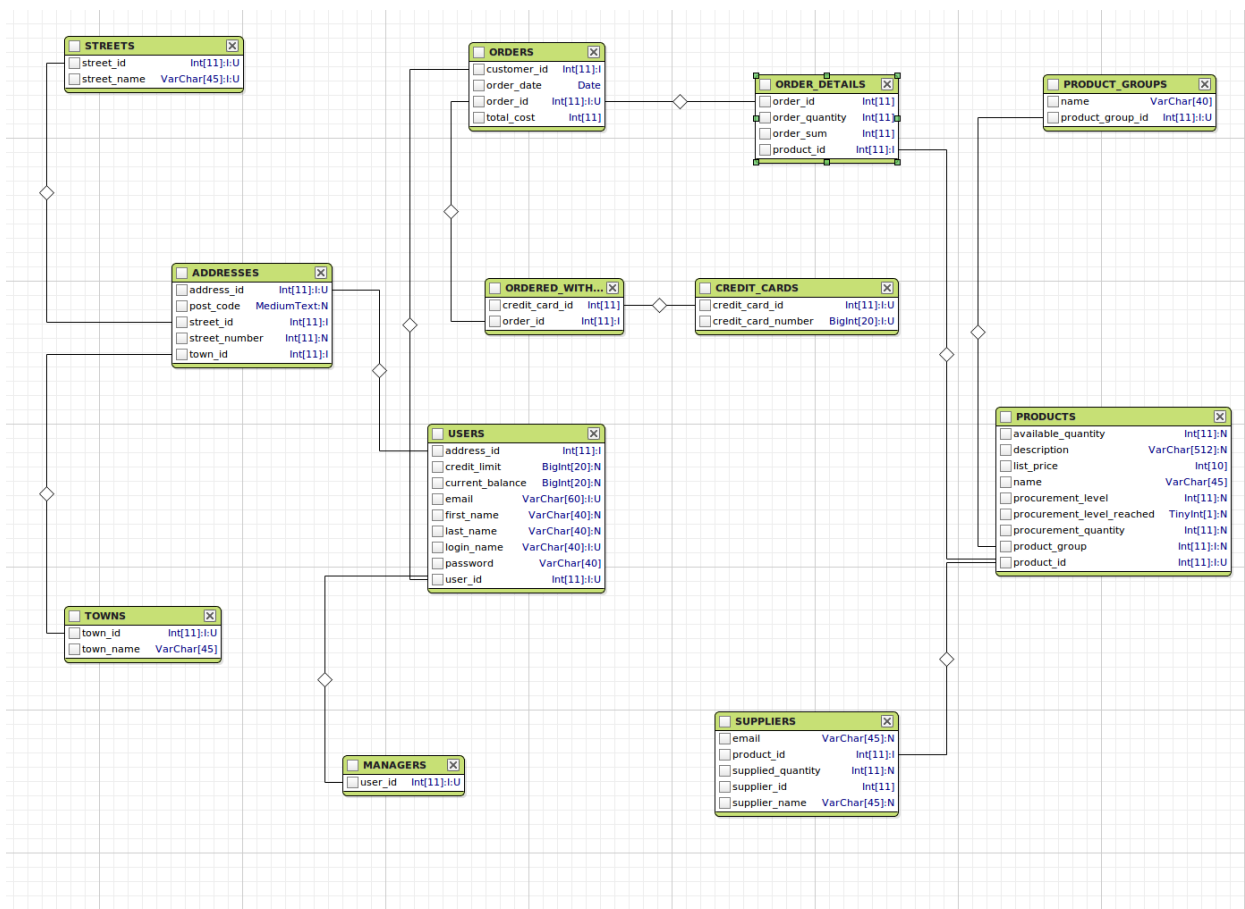 STREETS
street_id Int[11]:I:U
street_name VarChar[45]:I:U
ORDERS
customer_id Int[11]:I
order_date Date
order_id Int[11]:I:U
total_cost Int[11]
ORDER_DETAILS
order_id Int[11]
order_quantity Int[11]
order_sum Int[11]
product_id Int[11]:I
PRODUCT_GROUPS
name VarChar[40]
product_group_id Int[11]:I:U
ADDRESSES
address_id Int[11]:I:U
post_code MediumText:N
street_id Int[11]:I
street_number Int[11]:N
town_id Int[11]:I
ORDERED_WITH...
credit_card_id Int[11]
order_id Int[11]:I
CREDIT_CARDS
credit_card_id Int[11]:I:U
credit_card_number BigInt[20]:I:U
USERS
address_id Int[11]:I
credit_limit BigInt[20]:N
current_balance BigInt[20]:N
email VarChar[60]:I:U
first_name VarChar[40]:N
last_name VarChar[40]:N
login_name VarChar[40]:I:U
password VarChar[40]
user_id Int[11]:I:U
PRODUCTS
available_quantity Int[11]:N
description VarChar[512]:N
list_price Int[10]
name VarChar[45]
procurement_level Int[11]:N
procurement_level_reached TinyInt[1]:N
procurement_quantity Int[11]:N
product_group Int[11]:I:N
product_id Int[11]:I:U
TOWNS
town_id Int[11]:I:U
town_name VarChar[45]
MANAGERS
user_id Int[11]:I:U
SUPPLIERS
email VarChar[45]:N
product_id Int[11]:I
supplied_quantity Int[11]:N
supplier_id Int[11]
supplier_name VarChar[45]:N